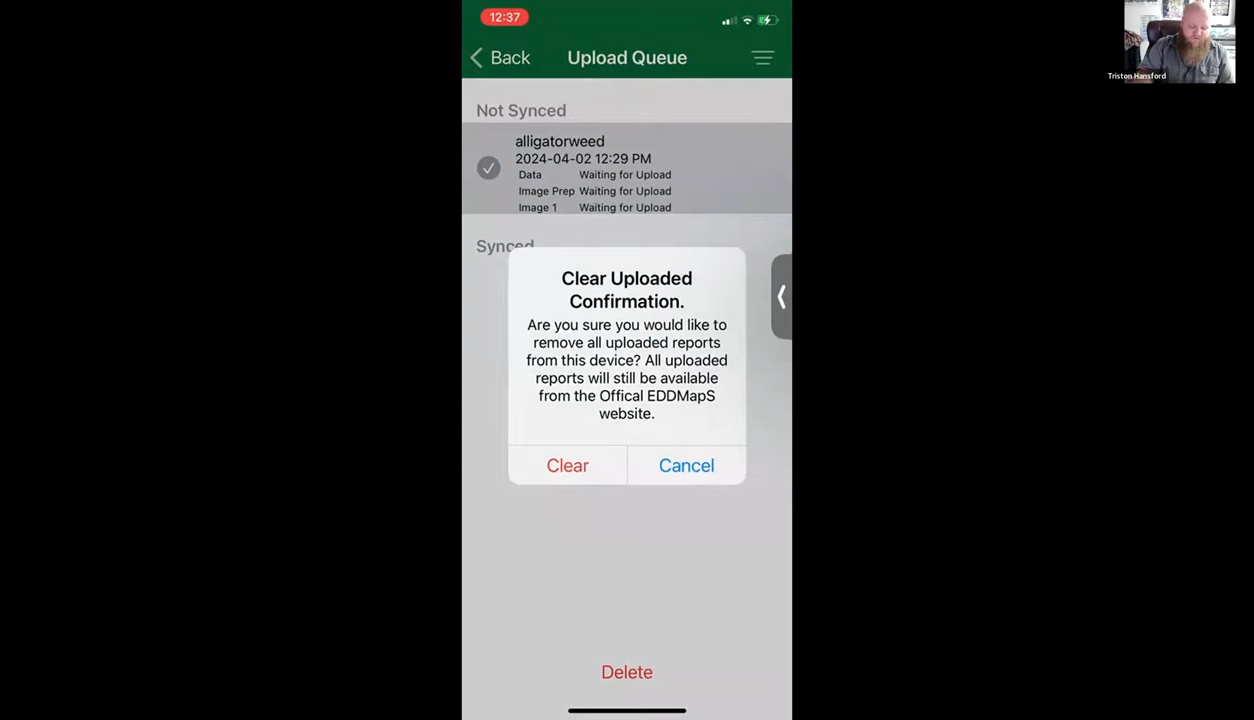 12:37
Back
Upload Queue
Not Synced
alligatorweed
2024-04-02 12:29 PM
Data Waiting for Upload
Image Prep Waiting for Upload
Image 1 Waiting for Upload
Synced
Clear Uploaded
Confirmation.
Are you sure you would like to
remove all uploaded reports
from this device? All uploaded
reports will still be available
from the Offical EDDMapS
website.
Clear
Cancel
Delete
Triston Hansford